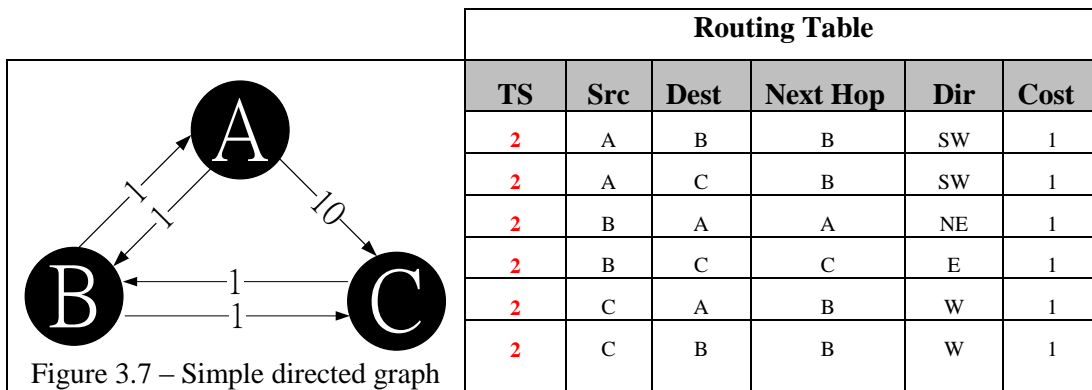 Routing Table
TS Src Dest Next Hop Dir Cost
2 A B B SW 1
2 A C B SW 1
2 B A A NE 1
2 B C C E 1
2 C A B W 1
2 C B B W 1
A
1
1
10
B
1
1
C
Figure 3.7 – Simple directed graph